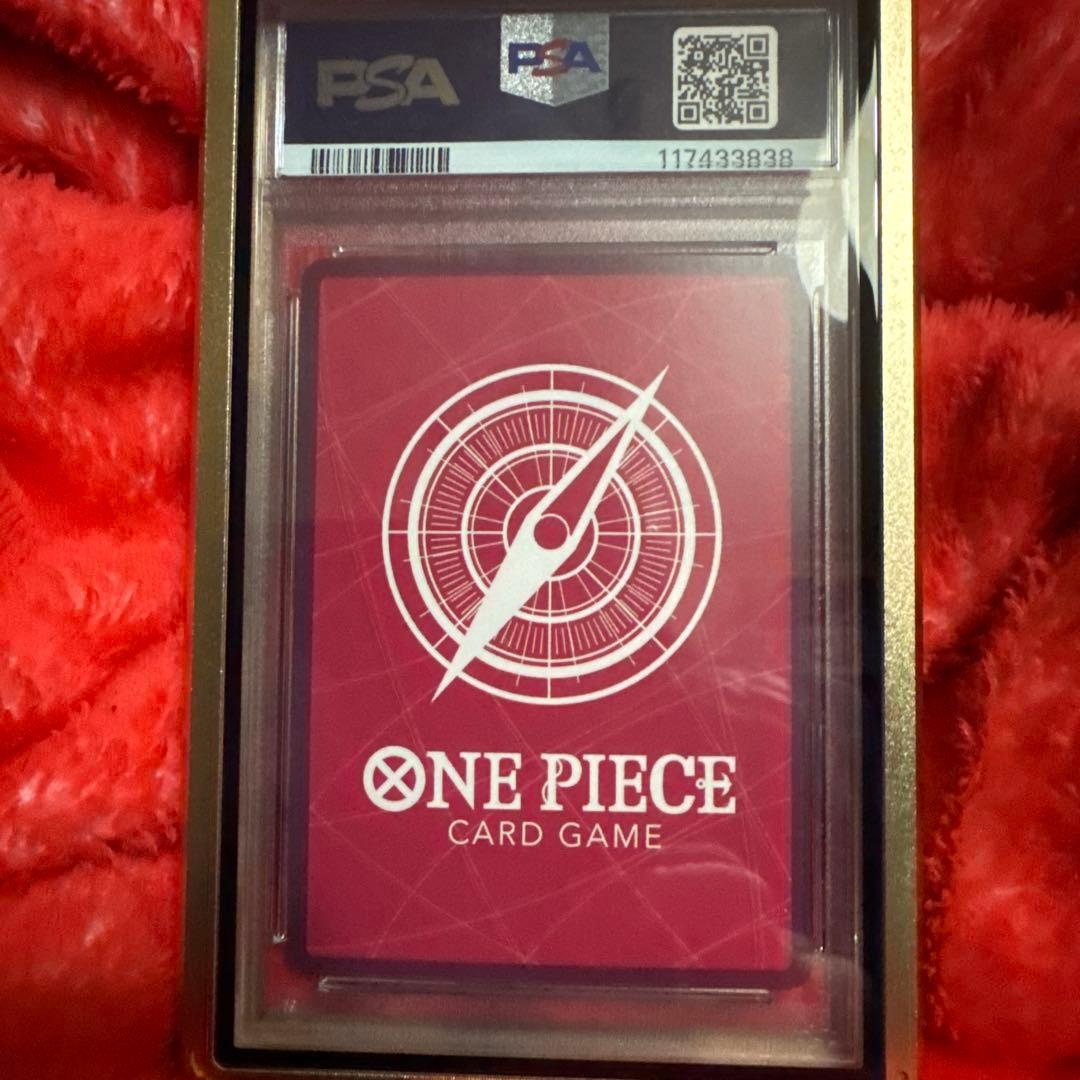 PSA
PSA
117433838
ONE PIECE
CARD GAME